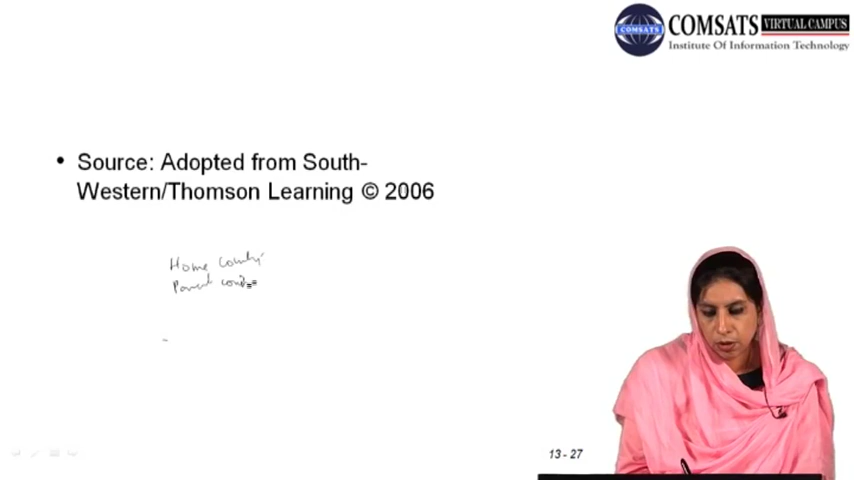 COMSATS VIRTUAL CAMPUS
COMSATS
Institute Of Information Technology
• Source: Adopted from South-
Western/Thomson Learning © 2006
Home
13 - 27